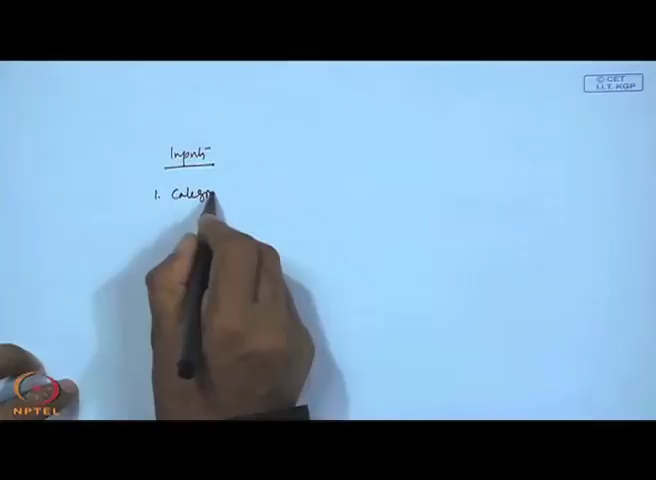 © CET
I.I.T. KGP
Inputs
1. Catego
NPTEL